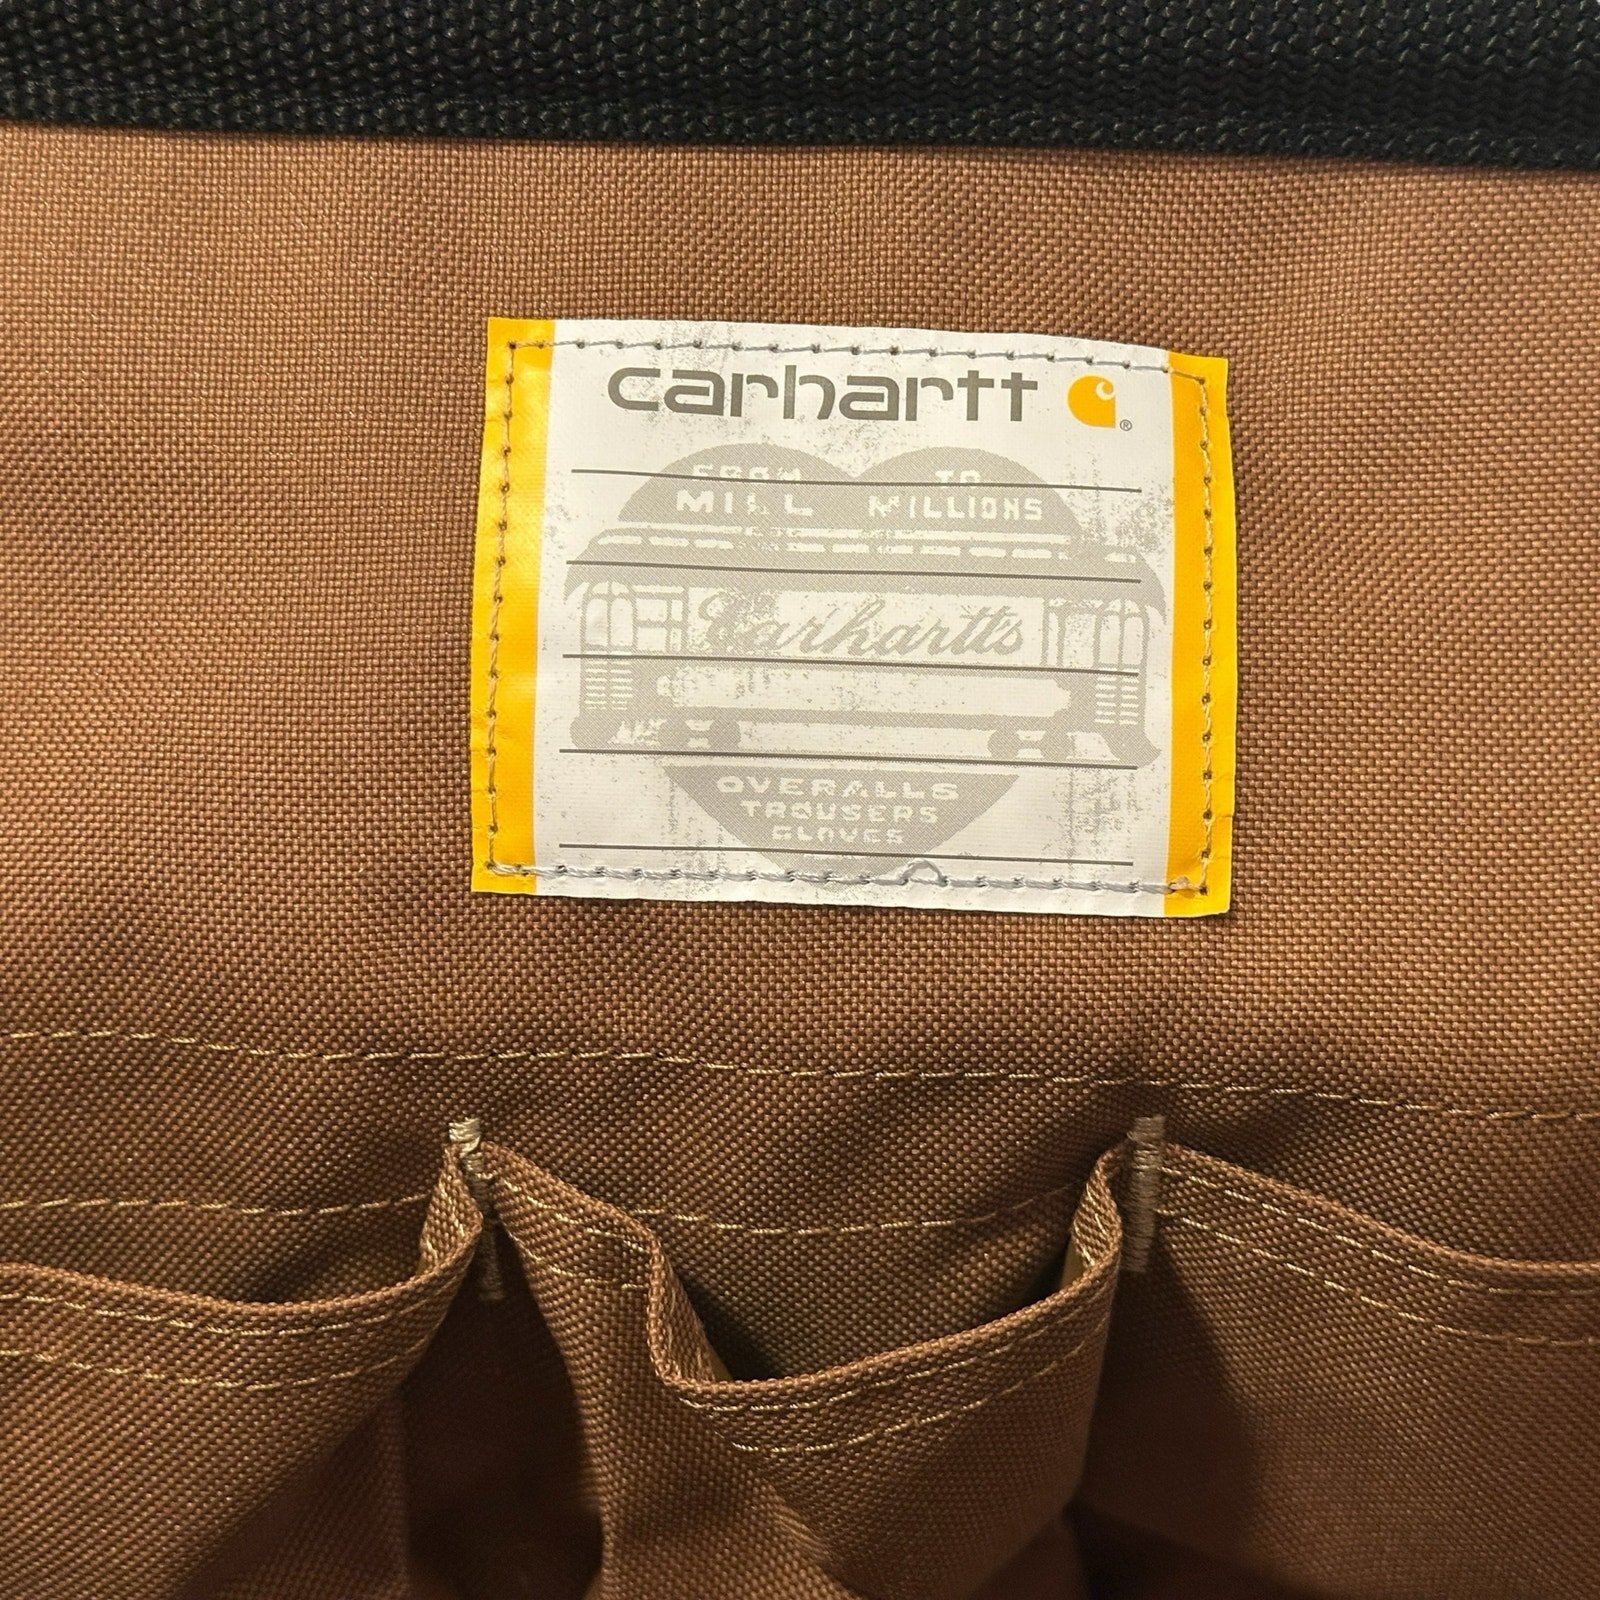 carhartt ®
FROM TO
MILL MILLIONS
Carhartt's
OVERALLS
TROUSERS
GLOVES